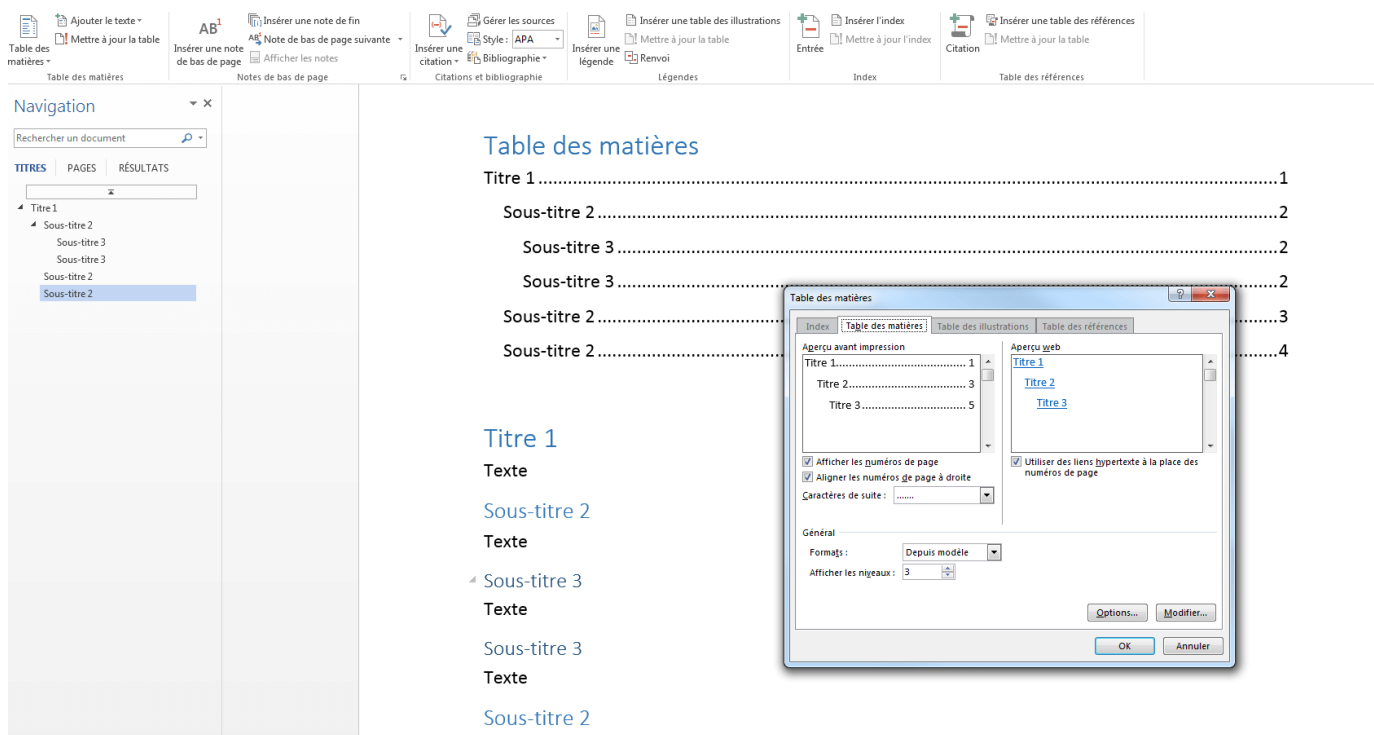 Table des matières
Ajouter le texte
Mettre à jour la table
Table des matières
AB1
Insérer une note de bas de page
Insérer une note de fin
Note de bas de page suivante
Afficher les notes
Notes de bas de page
Insérer une citation
Gérer les sources
Style : APA
Bibliographie
Citations et bibliographie
Insérer une légende
Insérer une table des illustrations
Mettre à jour la table
Renvoi
Légendes
Entrée
Insérer l'index
Mettre à jour l'index
Index
Citation
Insérer une table des références
Mettre à jour la table
Table des références
Navigation
Rechercher un document
TITRES PAGES RÉSULTATS
Titre 1
Sous-titre 2
Sous-titre 3
Sous-titre 3
Sous-titre 2
Sous-titre 2
Table des matières
Titre 1 ........ 1
Sous-titre 2 ........ 2
Sous-titre 3 ........ 2
Sous-titre 3 ........ 2
Sous-titre 2 ........ 3
Sous-titre 2 ........ 4
Titre 1
Texte
Sous-titre 2
Texte
Sous-titre 3
Texte
Sous-titre 3
Texte
Sous-titre 2
Table des matières
Index Table des matières Table des illustrations Table des références
Aperçu avant impression
Titre 1........ 1
Titre 2........ 3
Titre 3........ 5
Afficher les numéros de page
Aligner les numéros de page à droite
Caractères de suite : .......
Aperçu web
Titre 1
Titre 2
Titre 3
Utiliser des liens hypertexte à la place des
numéros de page
Général
Formats : Depuis modèle
Afficher les niveaux : 3
Options... Modifier...
OK Annuler